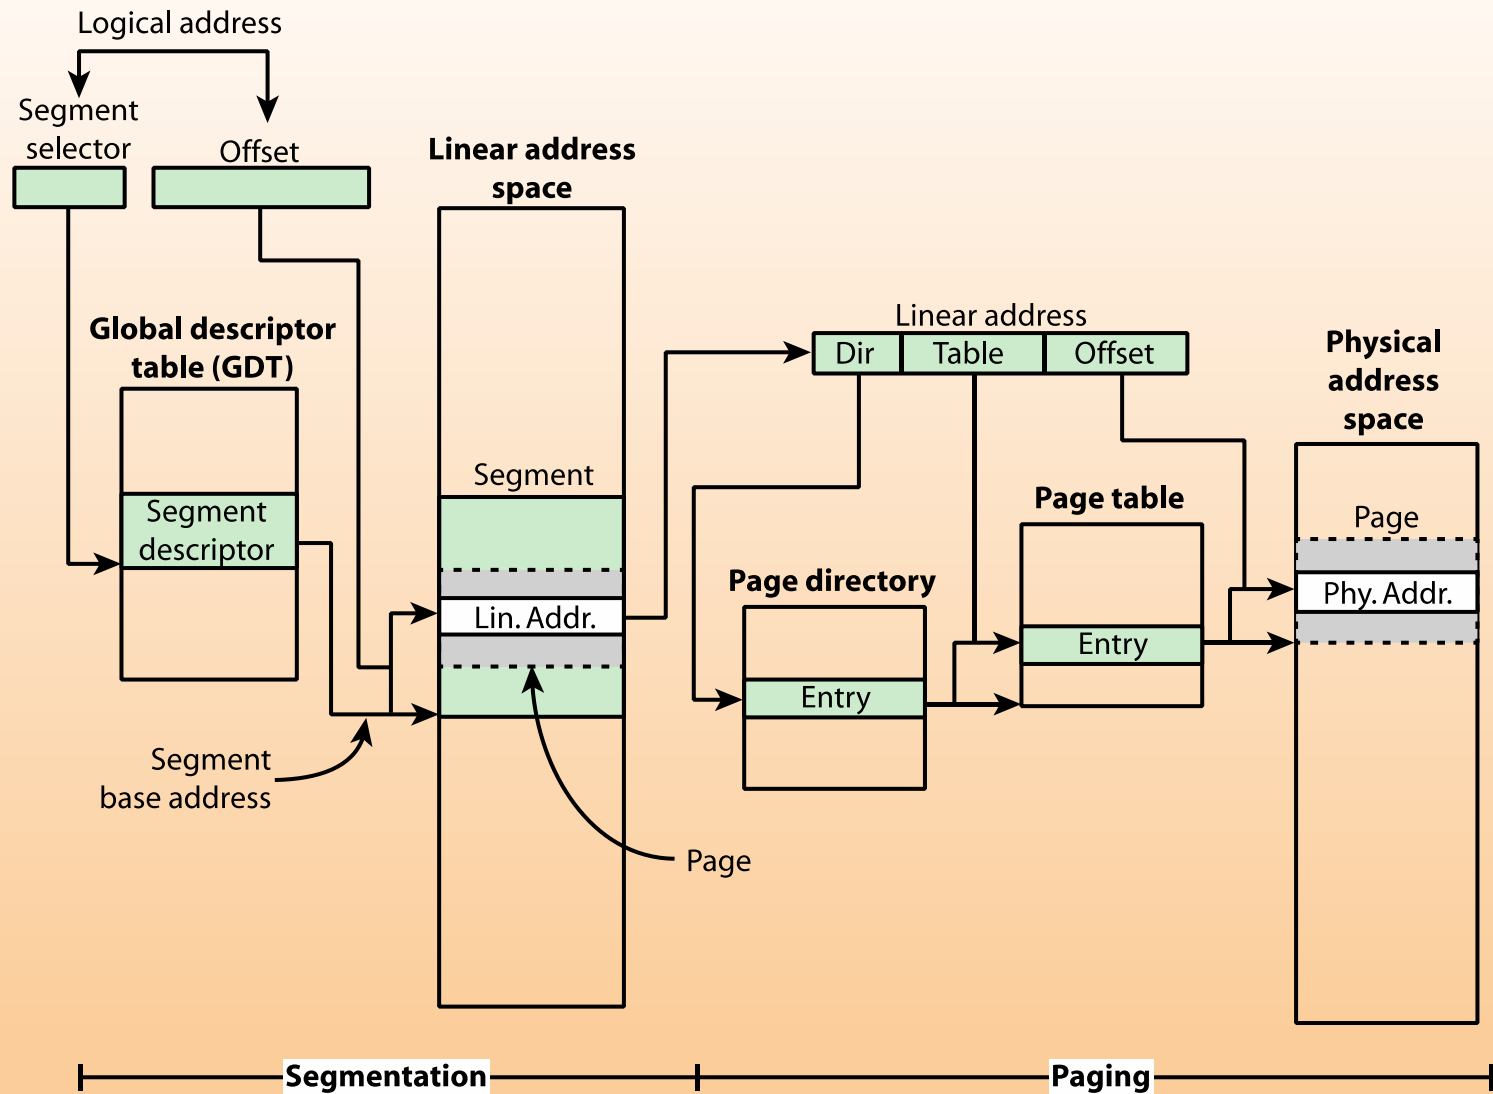 Logical address
Segment
selector
Offset
Linear address
space
Global descriptor
table (GDT)
Segment
descriptor
Segment
Lin. Addr.
Segment
base address
Page
Linear address
Dir
Table
Offset
Physical
address
space
Page table
Page directory
Entry
Entry
Page
Phy. Addr.
Segmentation
Paging